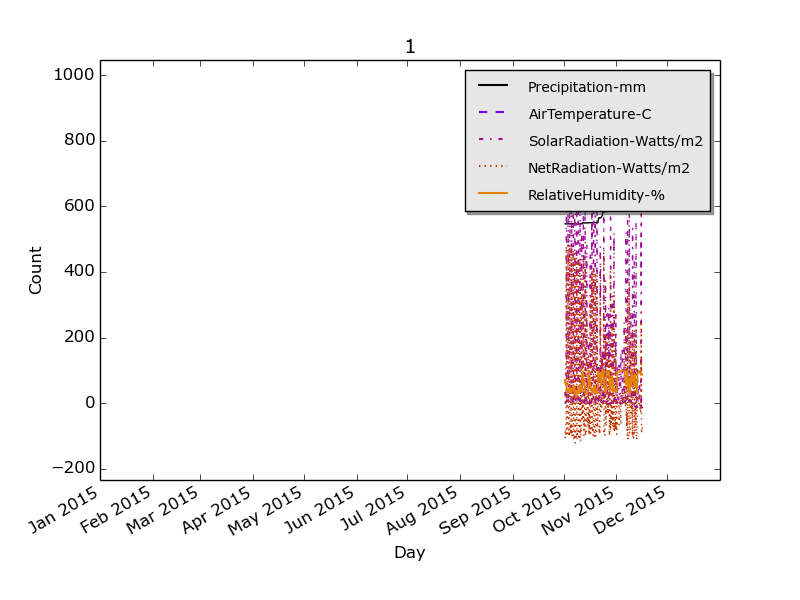 1
1000
800
600
400
200
0
−200
Count
Precipitation-mm
AirTemperature-C
SolarRadiation-Watts/m2
NetRadiation-Watts/m2
RelativeHumidity-%
Jan 2015
Feb 2015
Mar 2015
Apr 2015
May 2015
Jun 2015
Jul 2015
Aug 2015
Sep 2015
Oct 2015
Nov 2015
Dec 2015
Day